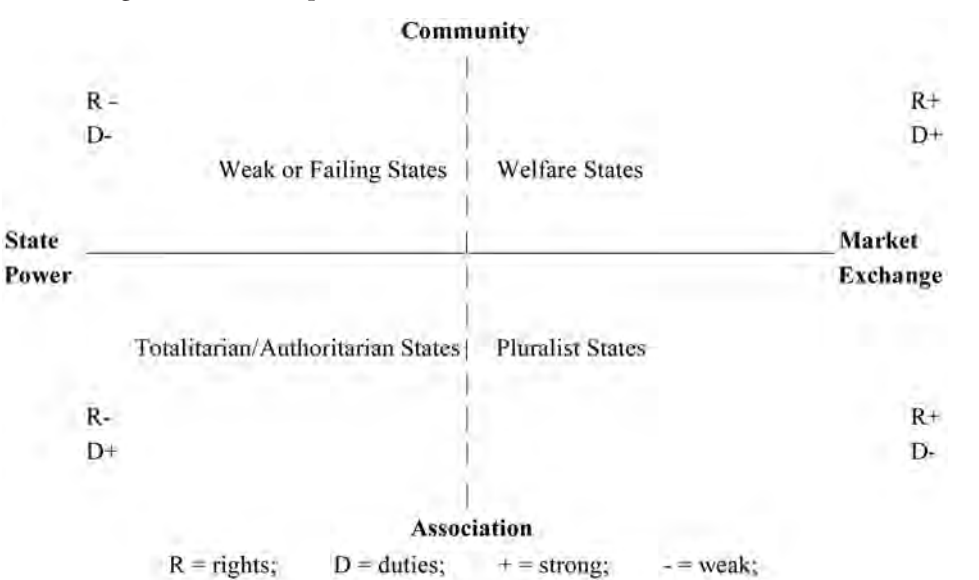 Community
R - R+
D- D+
Weak or Failing States Welfare States
State Market
Power Exchange
Totalitarian/Authoritarian States Pluralist States
R- R+
D+ D-
Association
R = rights; D = duties; + = strong; - = weak;